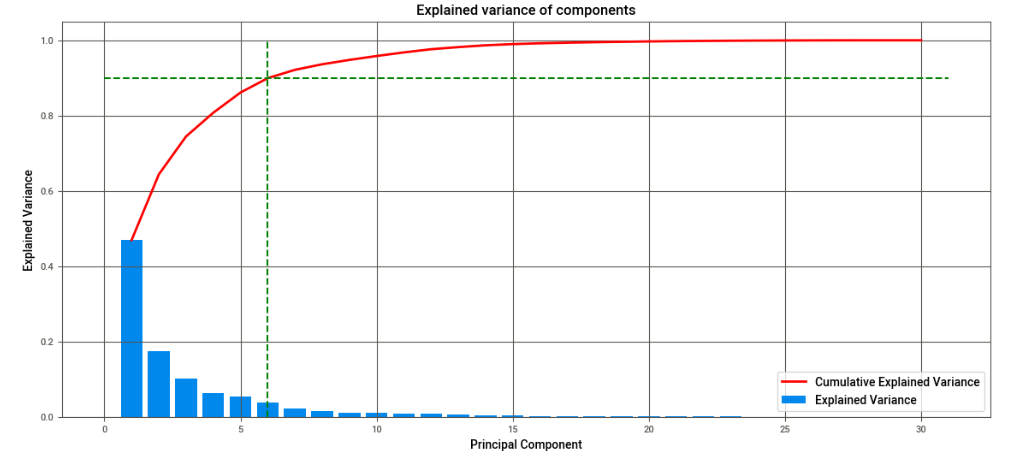 Explained variance of components
Explained Variance
1.0
0.8
0.6
0.4
0.2
0.0
0 5 10 15 20 25 30
Principal Component
Cumulative Explained Variance
Explained Variance